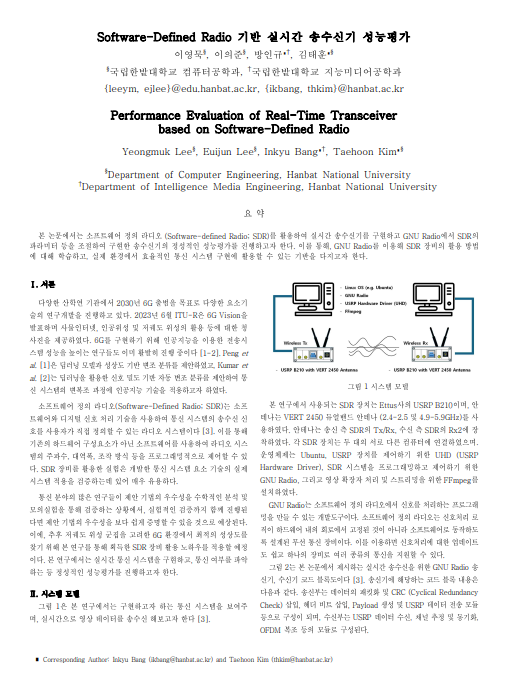 Software-Defined Radio 기반 실시간 송수신기 성능평가
이영묵§, 이의준§, 방인규*†, 김태훈*§
§국립한밭대학교 컴퓨터공학과, †국립한밭대학교 지능미디어공학과
{leeym, ejlee}@edu.hanbat.ac.kr, {ikbang, thkim}@hanbat.ac.kr
Performance Evaluation of Real-Time Transceiver
based on Software-Defined Radio
Yeongmuk Lee§, Euijun Lee§, Inkyu Bang*†, Taehoon Kim*§
§Department of Computer Engineering, Hanbat National University
†Department of Intelligence Media Engineering, Hanbat National University
요 약
본 논문에서는 소프트웨어 정의 라디오 (Software-defined Radio; SDR)를 활용하여 실시간 송수신기를 구현하고 GNU Radio에서 SDR의
파라미터 등을 조절하여 구현한 송수신기의 정성적인 성능평가를 진행하고자 한다. 이를 통해, GNU Radio를 이용해 SDR 장비의 활용 방법
에 대해 학습하고, 실제 환경에서 효율적인 통신 시스템 구현에 활용할 수 있는 기반을 다지고자 한다.
I. 서론
다양한 산학연 기관에서 2030년 6G 출범을 목표로 다양한 요소기
술의 연구개발을 진행하고 있다. 2023년 6월 ITU-R은 6G Vision을
발표하며 사물인터넷, 인공위성 및 저궤도 위성의 활용 등에 대한 청
사진을 제공하였다. 6G를 구현하기 위해 인공지능을 이용한 전송시
스템 성능을 높이는 연구들도 이미 활발히 진행 중이다 [1-2]. Peng et
al. [1]은 딥러닝 모델과 성상도 기반 변조 분류를 제안하였고, Kumar et
al. [2]는 딥러닝을 활용한 신호 밀도 기반 자동 변조 분류를 제안하여 통
신 시스템의 변복조 과정에 인공지능 기술을 적용하고자 하였다.
소프트웨어 정의 라디오(Software-Defined Radio; SDR)는 소프
트웨어와 디지털 신호 처리 기술을 사용하여 통신 시스템의 송수신 신
호를 사용자가 직접 정의할 수 있는 라디오 시스템이다 [3]. 이를 통해
기존의 하드웨어 구성요소가 아닌 소프트웨어를 사용하여 라디오 시스
템의 주파수, 대역폭, 조작 방식 등을 프로그래밍적으로 제어할 수 있
다. SDR 장비를 활용한 실험은 개발한 통신 시스템 요소 기술의 실제
시스템 적용을 검증하는데 있어 매우 유용하다.
통신 분야의 많은 연구들이 제안 기법의 우수성을 수학적인 분석 및
모의실험을 통해 검증하는 상황에서, 실험적인 검증까지 함께 진행된
다면 제안 기법의 우수성을 보다 쉽게 증명할 수 있을 것으로 예상된다.
이에, 추후 저궤도 위성 군집을 고려한 6G 환경에서 최적의 성상도를
찾기 위해 본 연구를 통해 획득한 SDR 장비 활용 노하우를 적용할 예정
이다. 본 연구에서는 실시간 통신 시스템을 구현하고, 통신 여부를 파악
하는 등 정성적인 성능평가를 진행하고자 한다.
II. 시스템 모델
그림 1은 본 연구에서는 구현하고자 하는 통신 시스템을 보여주
며, 실시간으로 영상 데이터를 송수신 해보고자 한다 [3].
- Linux OS (e.g. Ubuntu)
- GNU Radio
- USRP Hardware Driver (UHD)
- FFmpeg
Wireless Tx
Wireless Rx
- USRP B210 with VERT 2450 Antenna
- USRP B210 with VERT 2450 Antenna
그림 1 시스템 모델
본 연구에서 사용되는 SDR 장치는 Ettus사의 USRP B210이며, 안
테나는 VERT 2450 듀얼밴드 안테나 (2.4-2.5 및 4.9-5.9GHz)를 사
용하였다. 안테나는 송신 측 SDR의 Tx/Rx, 수신 측 SDR의 Rx2에 장
착하였다. 각 SDR 장치는 두 대의 서로 다른 컴퓨터에 연결하였으며,
운영체제는 Ubuntu, USRP 장치를 제어하기 위한 UHD (USRP
Hardware Driver), SDR 시스템을 프로그래밍하고 제어하기 위한
GNU Radio, 그리고 영상 확장자 처리 및 스트리밍을 위한 FFmpeg를
설치하였다.
GNU Radio는 소프트웨어 정의 라디오에서 신호를 처리하는 프로그래
밍을 만들 수 있는 개발도구이다. 소프트웨어 정의 라디오는 신호처리 로
직이 하드웨어 내의 회로에서 고정된 것이 아니라 소프트웨어로 동작하도
록 설계된 무선 통신 장비이다. 이를 이용하면 신호처리에 대한 업데이트
도 쉽고 하나의 장비로 여러 종류의 통신을 지원할 수 있다.
그림 2는 본 논문에서 제시하는 실시간 송수신을 위한 GNU Radio 송
신기, 수신기 코드 블록도이다 [3]. 송신기에 해당하는 코드 블록 내용은
다음과 같다. 송신부는 데이터의 패킷화 및 CRC (Cyclical Redundancy
Check) 삽입, 헤더 비트 삽입, Payload 생성 및 USRP 데이터 전송 모듈
등으로 구성이 되며, 수신부는 USRP 데이터 수신, 채널 추정 및 동기화,
OFDM 복조 등의 모듈로 구성된다.
* Corresponding Author: Inkyu Bang (ikbang@hanbat.ac.kr) and Taehoon Kim (thkim@hanbat.ac.kr)